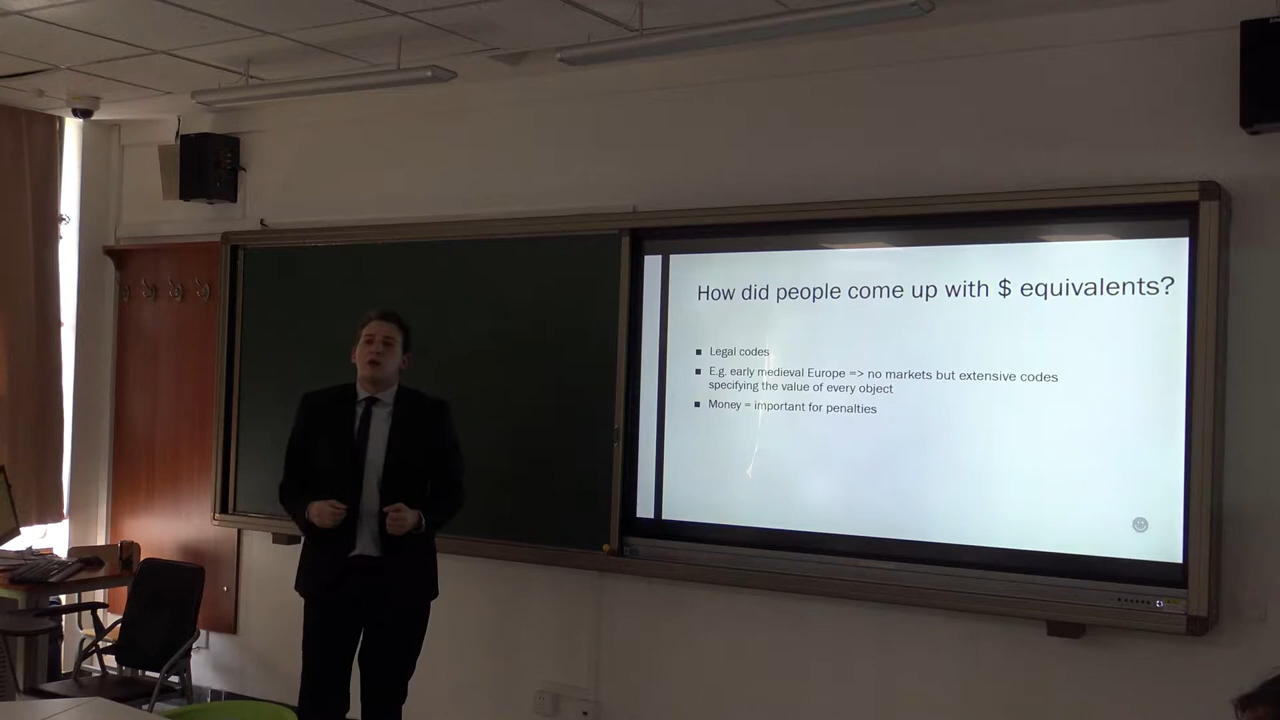 How did people come up with $ equivalents?
■ Legal codes
■ E.g. early medieval Europe => no markets but extensive codes
specifying the value of every object
■ Money = important for penalties